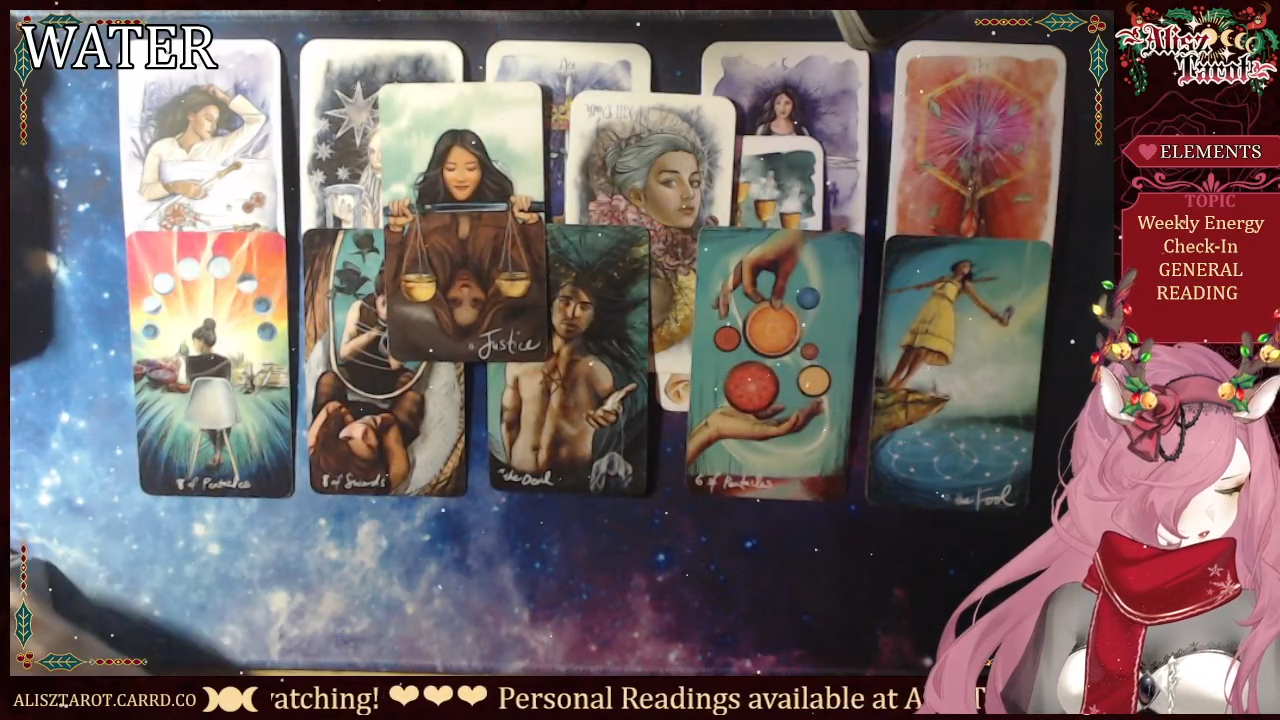 WATER
Alisz
Tarot
ELEMENTS
TOPIC
Weekly Energy
Check-In
GENERAL
READING
Justice
8 of Pentacles
8 of Swords
the Devil
6 of Pentacles
the Fool
ALISZTAROT.CARRD.CO
atching! ❤❤❤ Personal Readings available at A